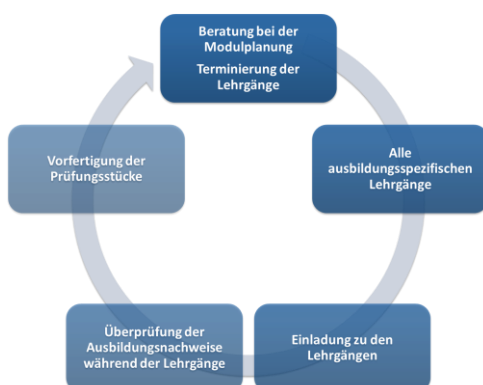 Beratung bei der
Modulplanung
Terminierung der
Lehrgänge
Alle
ausbildungsspezifischen
Lehrgänge
Einladung zu den
Lehrgängen
Überprüfung der
Ausbildungsnachweise
während der Lehrgänge
Vorfertigung der
Prüfungsstücke